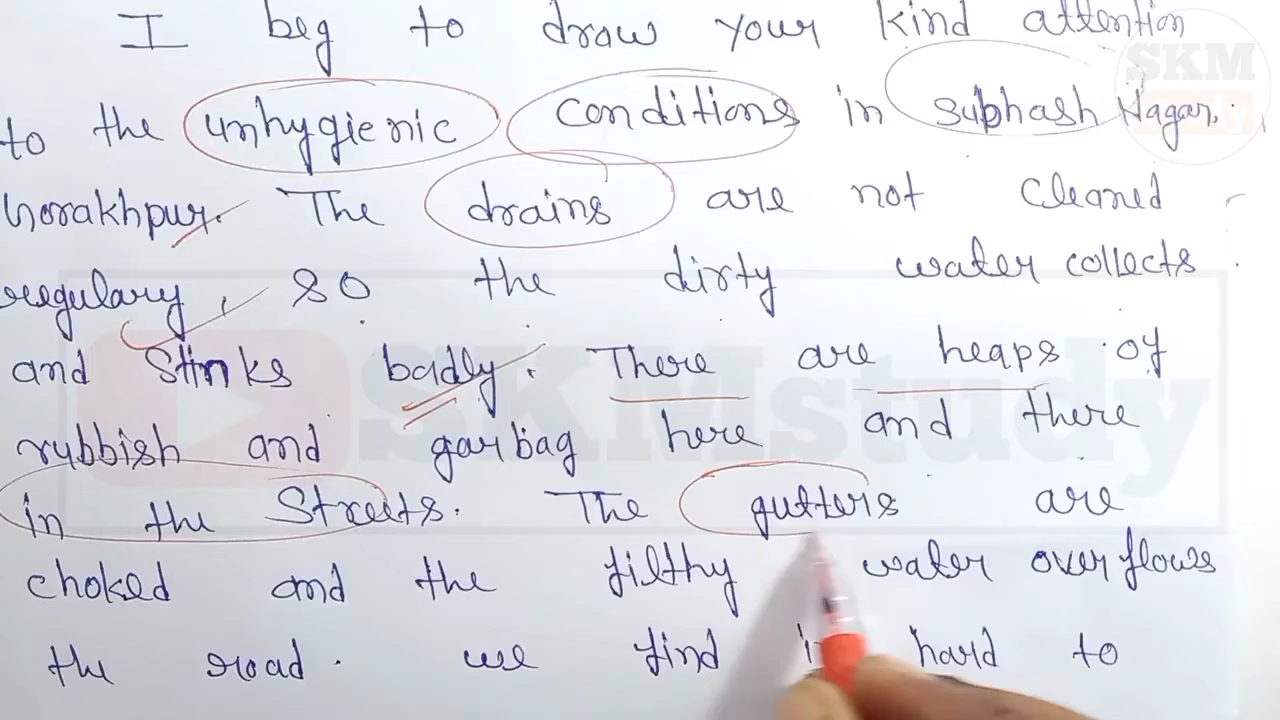 I beg to draw your kind attention
to the unhygienic conditions in Subhash Nagar.
Gorakhpur. The drains are not cleaned
regulary, so the dirty water collects
and Stinks badly. There are heaps of
rubbish and garbag here and there
in the Streets. The gutters are
choked and the filthy water overflows
the road. we find hard to
SKM
SKMstudy